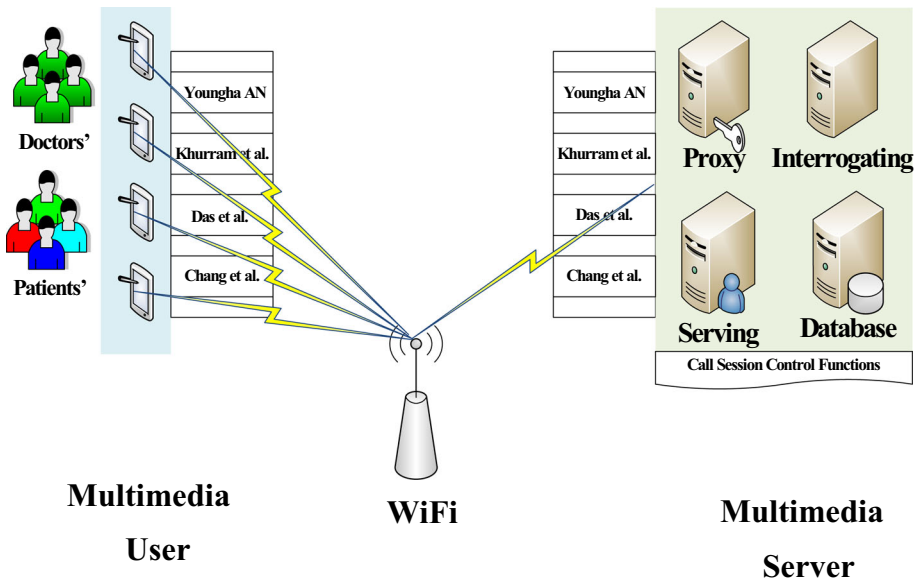 Doctors’
Patients’
Youngha AN
Khurram et al.
Das et al.
Chang et al.
Youngha AN
Khurram et al.
Das et al.
Chang et al.
Proxy
Interrogating
Serving
Database
Call Session Control Functions
Multimedia
User
WiFi
Multimedia
Server